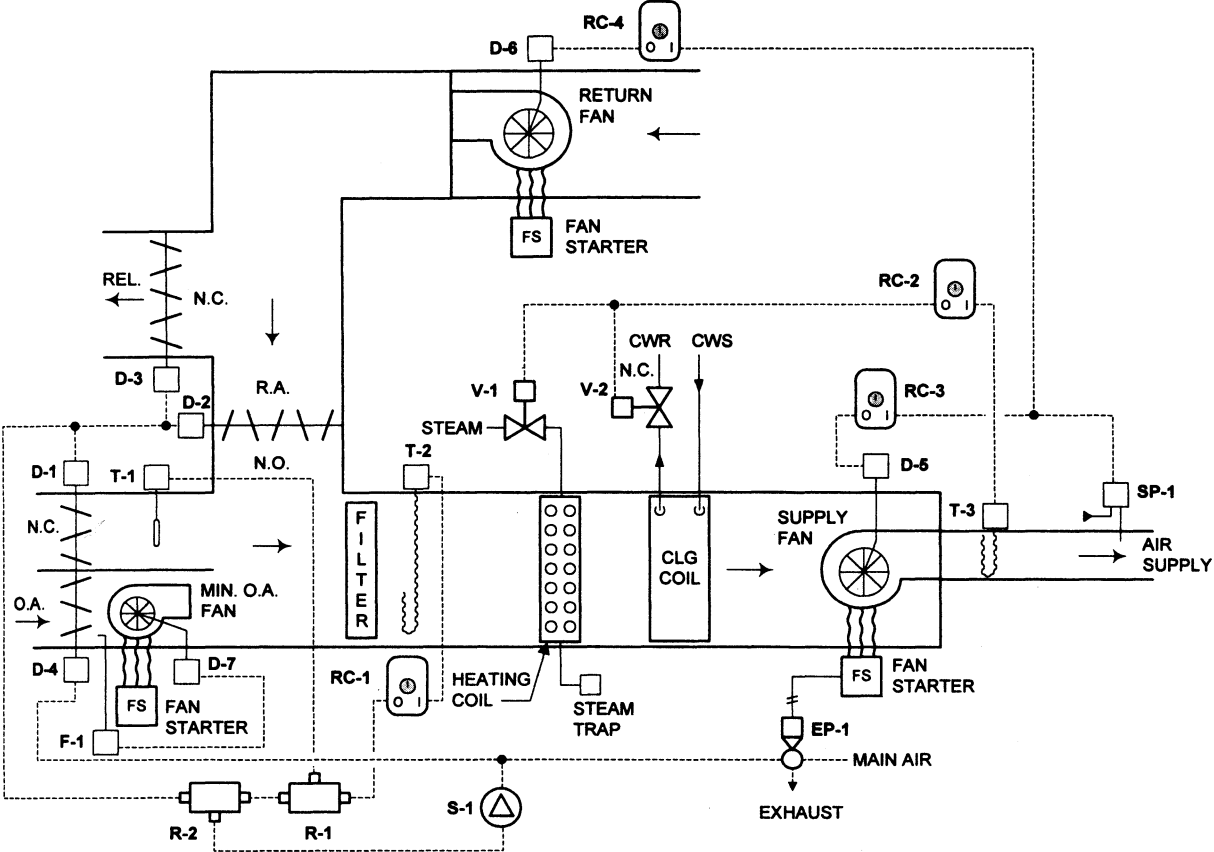 RC-4
O I
D-6
RETURN
FAN
FS
FAN
STARTER
REL.
N.C.
RC-2
O I
D-3
R.A.
D-2
N.O.
CWR
CWS
N.C.
V-1
V-2
STEAM
RC-3
O I
D-1
T-1
T-2
D-5
SP-1
T-3
N.C.
SUPPLY
FAN
AIR
SUPPLY
FILTER
CLG
COIL
MIN. O.A.
FAN
O.A.
D-4
D-7
RC-1
O I
HEATING
COIL
STEAM
TRAP
FS
FAN
STARTER
FS
FAN
STARTER
F-1
EP-1
MAIN AIR
EXHAUST
S-1
R-2
R-1